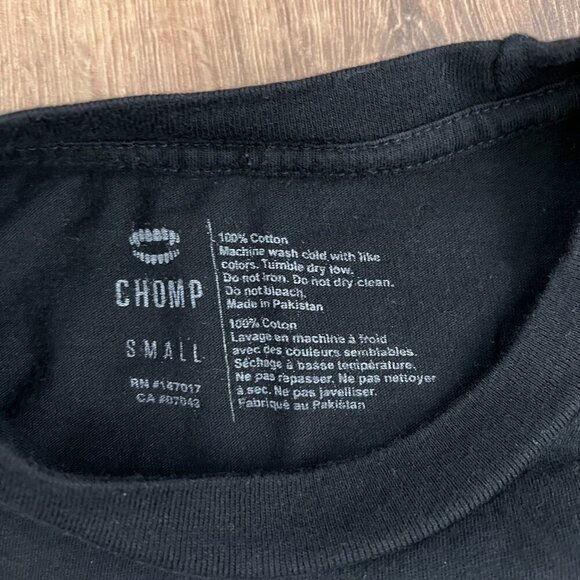 CHOMP
SMALL
RN #147017
CA #07043
100% Cotton
Machine wash cold with like
colors. Tumble dry low.
Do not iron. Do not dry clean.
Do not bleach.
Made in Pakistan
100% Coton
Lavage en machine à froid
avec des couleurs semblables.
Séchage à basse température.
Ne pas repasser. Ne pas nettoyer
à sec. Ne pas javelliser.
Fabriqué au Pakistan